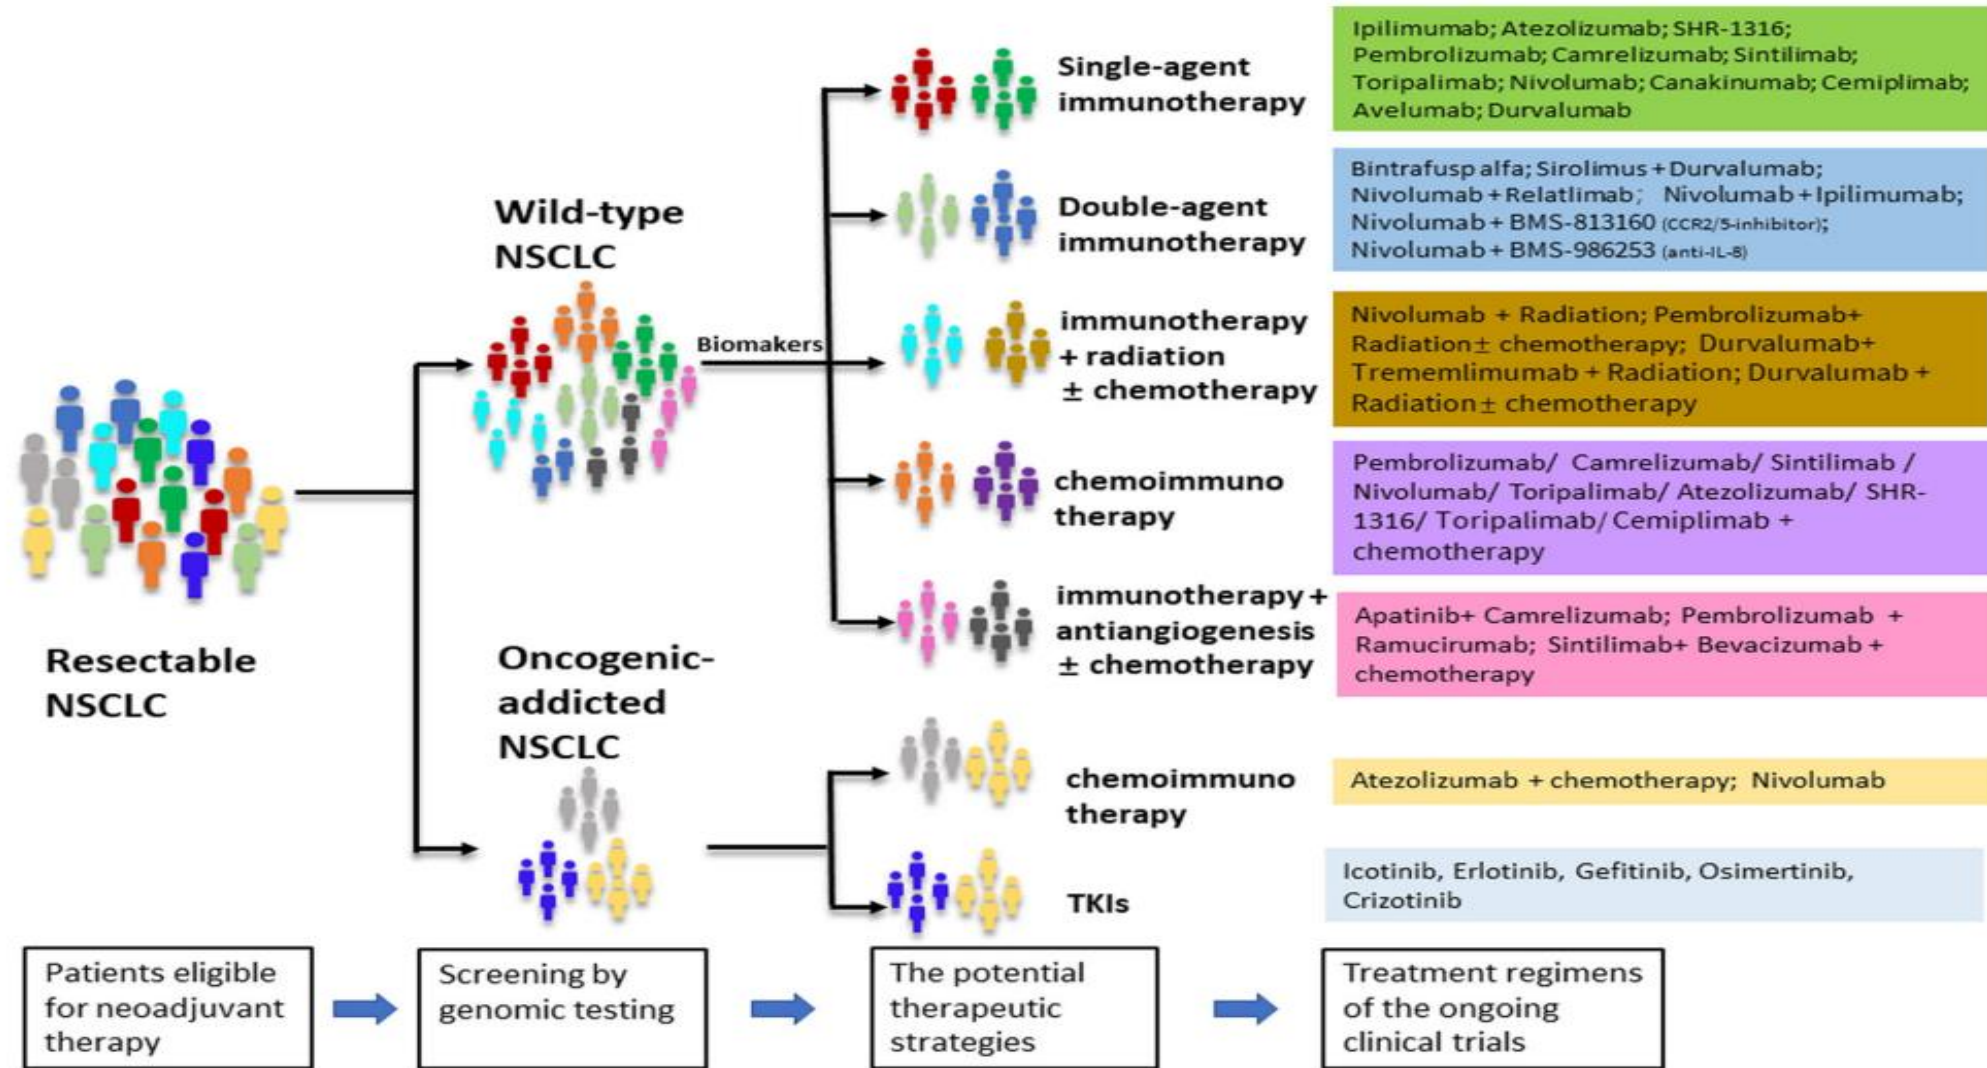 Resectable
NSCLC
Wild-type
NSCLC
Biomakers
Oncogenic-
addicted
NSCLC
Single-agent
immunotherapy
Ipilimumab; Atezolizumab; SHR-1316;
Pembrolizumab; Camrelizumab; Sintilimab;
Toripalimab; Nivolumab; Canakinumab; Cemiplimab;
Avelumab; Durvalumab
Double-agent
immunotherapy
Bintrafusp alfa; Sirolimus + Durvalumab;
Nivolumab + Relatlimab; Nivolumab + Ipilimumab;
Nivolumab + BMS-813160 (CCR2/5-inhibitor);
Nivolumab + BMS-986253 (anti-IL-8)
immunotherapy
+ radiation
± chemotherapy
Nivolumab + Radiation; Pembrolizumab+
Radiation± chemotherapy; Durvalumab+
Trememlimumab + Radiation; Durvalumab +
Radiation± chemotherapy
chemoimmuno
therapy
Pembrolizumab/ Camrelizumab/ Sintilimab /
Nivolumab/ Toripalimab/ Atezolizumab/ SHR-
1316/ Toripalimab/ Cemiplimab +
chemotherapy
immunotherapy +
antiangiogenesis
± chemotherapy
Apatinib+ Camrelizumab; Pembrolizumab +
Ramucirumab; Sintilimab+ Bevacizumab +
chemotherapy
chemoimmuno
therapy
Atezolizumab + chemotherapy; Nivolumab
TKIs
Icotinib, Erlotinib, Gefitinib, Osimertinib,
Crizotinib
Patients eligible
for neoadjuvant
therapy
Screening by
genomic testing
The potential
therapeutic
strategies
Treatment regimens
of the ongoing
clinical trials